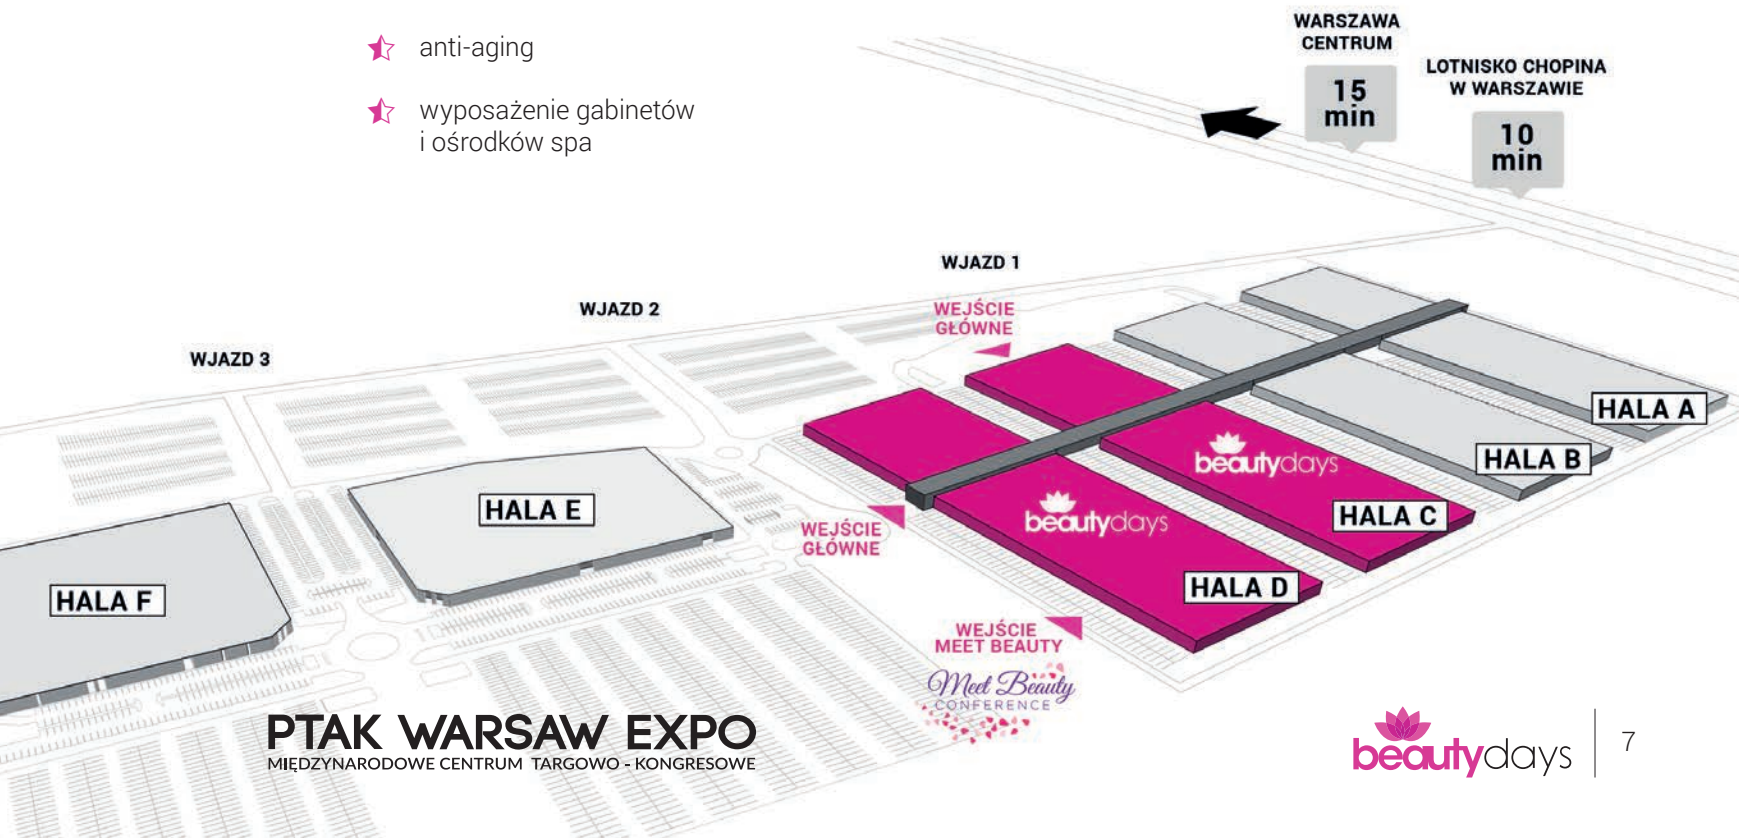 anti-aging
wyposażenie gabinetów
i ośrodków spa
WARSZAWA
CENTRUM
15
min
LOTNISKO CHOPINA
W WARSZAWIE
10
min
WJAZD 1
WJAZD 2
WJAZD 3
WEJŚCIE
GŁÓWNE
HALA A
HALA B
beautydays
HALA C
beautydays
HALA D
HALA E
WEJŚCIE
GŁÓWNE
HALA F
WEJŚCIE
MEET BEAUTY
Meet Beauty
CONFERENCE
PTAK WARSAW EXPO
MIĘDZYNARODOWE CENTRUM TARGOWO - KONGRESOWE
beautydays
7